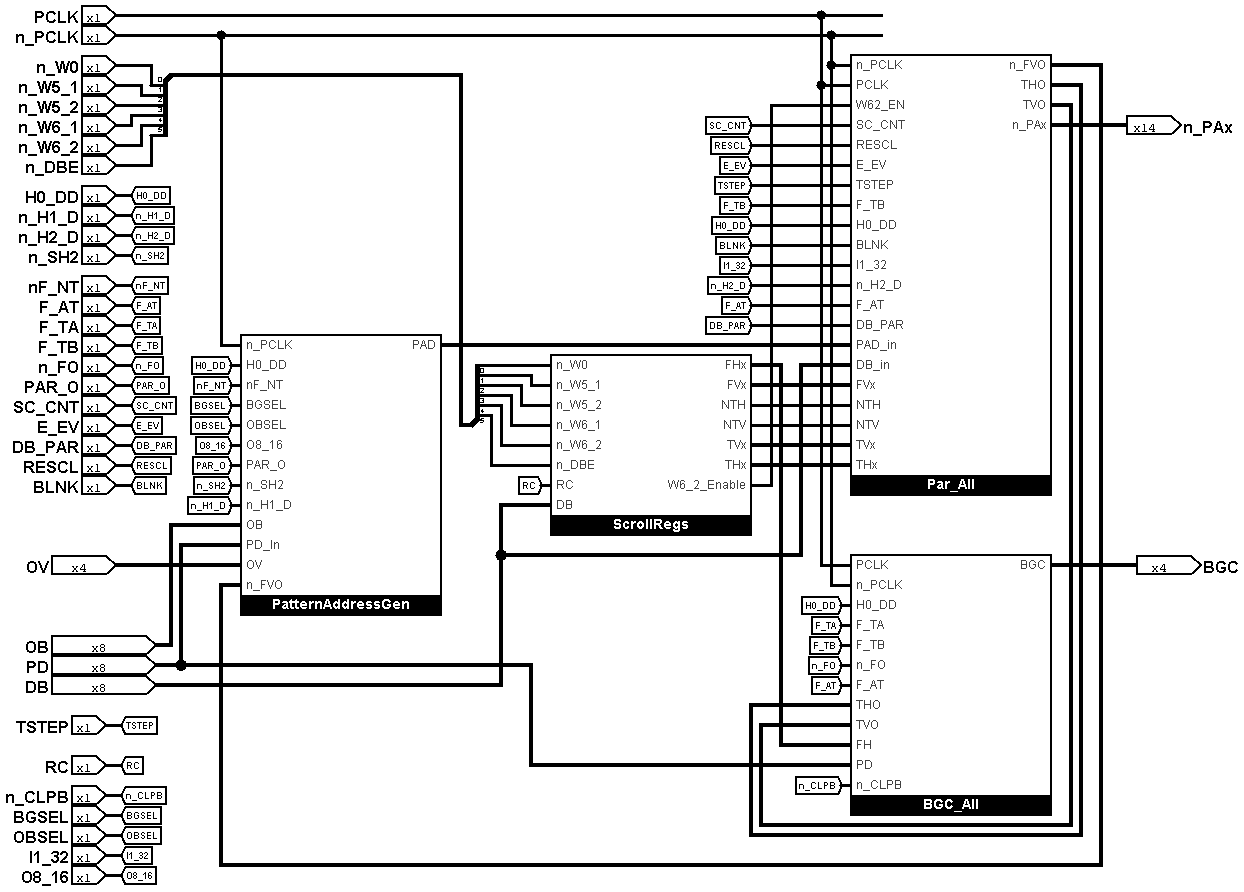 PCLK x1
n_PCLK x1
n_W0 x1
n_W5_1 x1
n_W5_2 x1
n_W6_1 x1
n_W6_2 x1
n_DBE x1
0
1
2
3
4
5
H0_DD x1 H0_DD
n_H1_D x1 n_H1_D
n_H2_D x1 n_H2_D
n_SH2 x1 n_SH2
nF_NT x1 nF_NT
F_AT x1 F_AT
F_TA x1 F_TA
F_TB x1 F_TB
n_FO x1 n_FO
PAR_O x1 PAR_O
SC_CNT x1 SC_CNT
E_EV x1 E_EV
DB_PAR x1 DB_PAR
RESCL x1 RESCL
BLNK x1 BLNK
OV x4
OB x8
PD x8
DB x8
TSTEP x1 TSTEP
RC x1 RC
n_CLPB x1 n_CLPB
BGSEL x1 BGSEL
OBSEL x1 OBSEL
I1_32 x1 I1_32
O8_16 x1 O8_16
n_PCLK PAD
H0_DD H0_DD
nF_NT nF_NT
BGSEL BGSEL
OBSEL OBSEL
O8_16 O8_16
PAR_O PAR_O
n_SH2 n_SH2
n_H1_D n_H1_D
OB
PD_In
OV
n_FVO
PatternAddressGen
0
1
2
3
4
5
n_W0 FHx
n_W5_1 FVx
n_W5_2 NTH
n_W6_1 NTV
n_W6_2 TVx
n_DBE THx
RC RC W6_2_Enable
DB
ScrollRegs
n_PCLK n_FVO
PCLK THO
W62_EN TVO
SC_CNT SC_CNT n_PAx x14 n_PAx
RESCL RESCL
E_EV E_EV
TSTEP TSTEP
F_TB F_TB
H0_DD H0_DD
BLNK BLNK
I1_32 I1_32
n_H2_D n_H2_D
F_AT F_AT
DB_PAR DB_PAR
PAD_in
DB_in
FVx
NTH
NTV
TVx
THx
Par_All
PCLK BGC x4 BGC
n_PCLK
H0_DD H0_DD
F_TA F_TA
F_TB F_TB
n_FO n_FO
F_AT F_AT
THO
TVO
FH
PD
n_CLPB n_CLPB
BGC_All